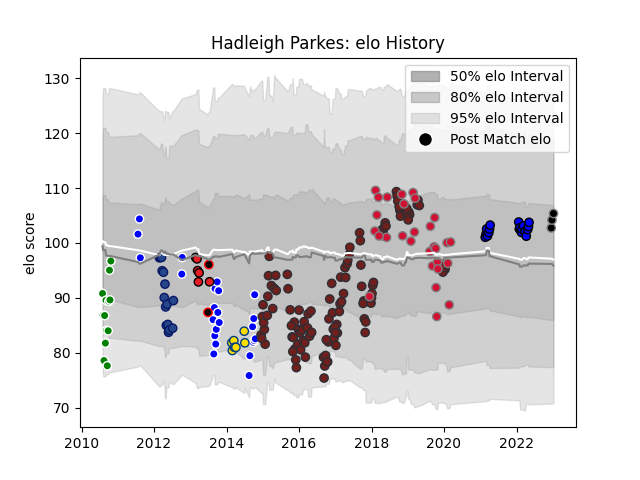 Hadleigh Parkes: elo History
50% elo Interval
80% elo Interval
95% elo Interval
Post Match elo
elo score
130
120
110
100
90
80
70
2010
2012
2014
2016
2018
2020
2022